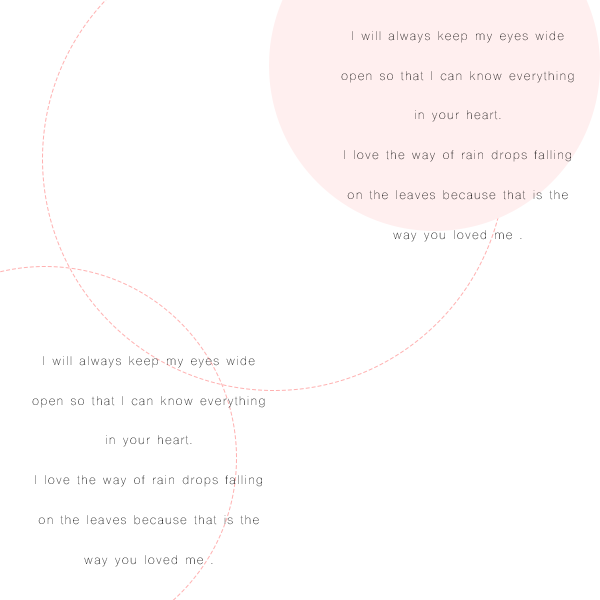 I will always keep my eyes wide
open so that I can know everything
in your heart.
I love the way of rain drops falling
on the leaves because that is the
way you loved me .
I will always keep my eyes wide
open so that I can know everything
in your heart.
I love the way of rain drops falling
on the leaves because that is the
way you loved me .